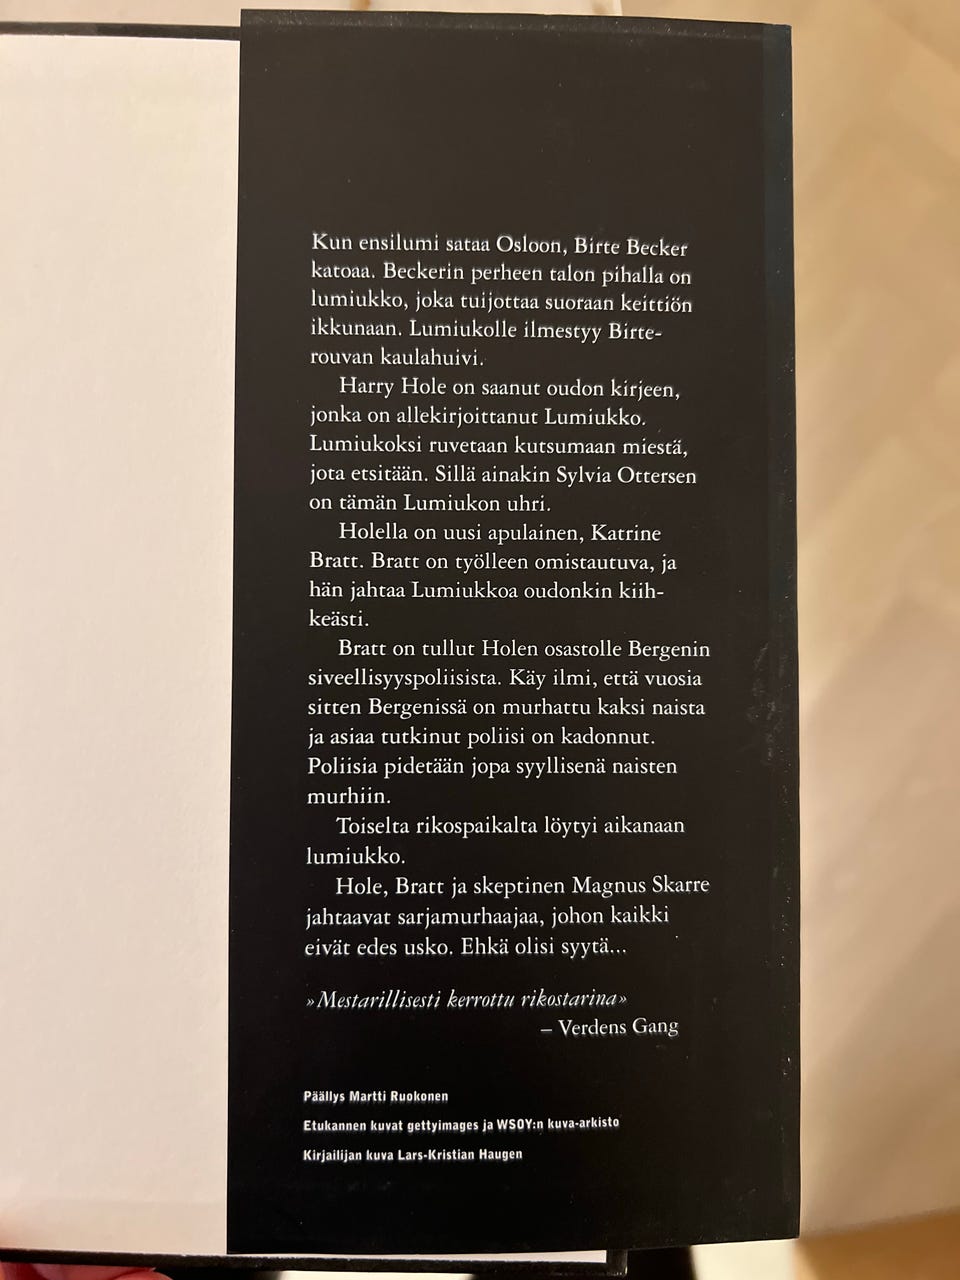 Kun ensilumi sataa Osloon, Birte Becker
katoaa. Beckerin perheen talon pihalla on
lumiukko, joka tuijottaa suoraan keittiön
ikkunaan. Lumiukolle ilmestyy Birte-
rouvan kaulahuivi.
Harry Hole on saanut oudon kirjeen,
jonka on allekirjoittanut Lumiukko.
Lumiukoksi ruvetaan kutsumaan miestä,
jota etsitään. Sillä ainakin Sylvia Ottersen
on tämän Lumiukon uhri.
Holella on uusi apulainen, Katrine
Bratt. Bratt on työlleen omistautuva, ja
hän jahtaa Lumiukkoa oudonkin kiih-
keästi.
Bratt on tullut Holen osastolle Bergenin
siveellisyyspoliisista. Käy ilmi, että vuosia
sitten Bergenissä on murhattu kaksi naista
ja asiaa tutkinut poliisi on kadonnut.
Poliisia pidetään jopa syyllisenä naisten
murhiin.
Toiselta rikospaikalta löytyi aikanaan
lumiukko.
Hole, Bratt ja skeptinen Magnus Skarre
jahtaavat sarjamurhaajaa, johon kaikki
eivät edes usko. Ehkä olisi syytä...
»Mestarillisesti kerrottu rikostarina»
– Verdens Gang
Päällys Martti Ruokonen
Etukannen kuvat gettyimages ja WSOY:n kuva-arkisto
Kirjailijan kuva Lars-Kristian Haugen